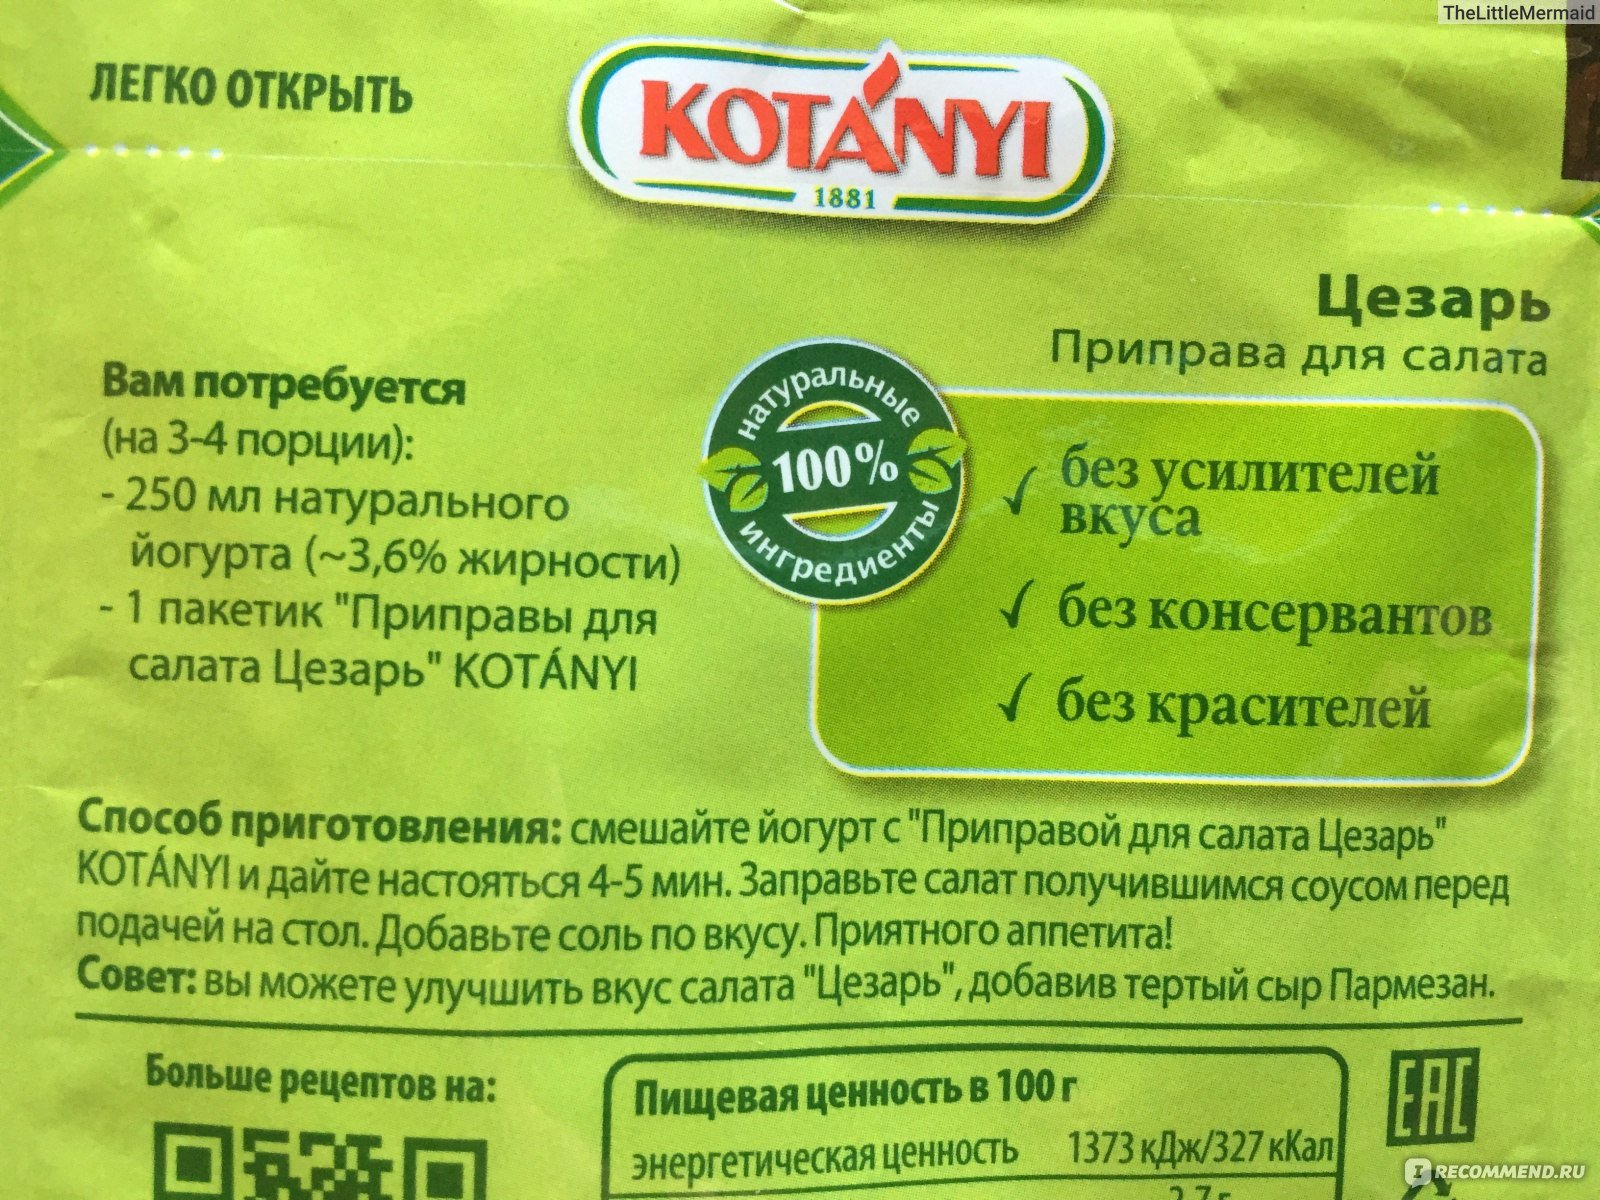 TheLittleMermaid
ЛЕГКО ОТКРЫТЬ
KOTÁNYI
1881
Цезарь
Приправа для салата
Вам потребуется
(на 3-4 порции):
- 250 мл натурального
йогурта (~3,6% жирности)
- 1 пакетик "Приправы для
салата Цезарь" KOTÁNYI
натуральные
100%
ингредиенты
без усилителей
вкуса
без консервантов
без красителей
Способ приготовления: смешайте йогурт с "Приправой для салата Цезарь"
KOTÁNYI и дайте настояться 4-5 мин. Заправьте салат получившимся соусом перед
подачей на стол. Добавьте соль по вкусу. Приятного аппетита!
Совет: вы можете улучшить вкус салата "Цезарь", добавив тертый сыр Пармезан.
Больше рецептов на:
Пищевая ценность в 100 г
энергетическая ценность 1373 кДж/327 кКал
EAC
IRECOMMEND.RU